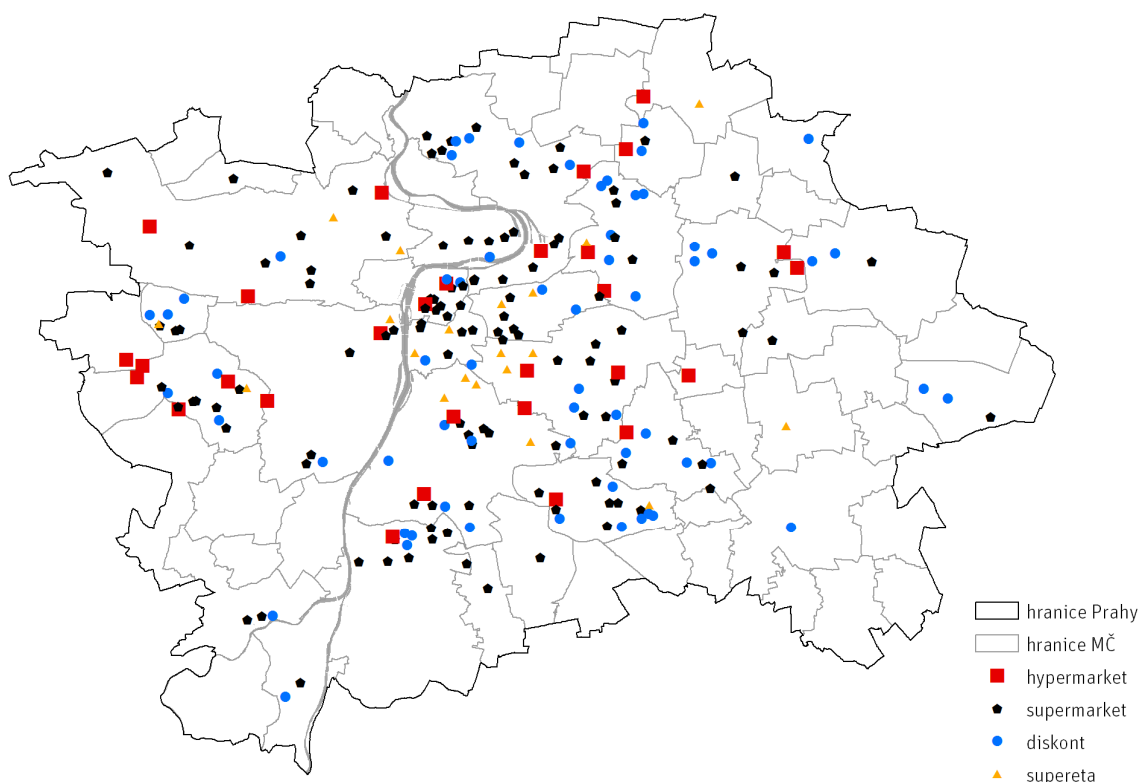 hranice Prahy
hranice MČ
hypermarket
supermarket
diskont
supereta